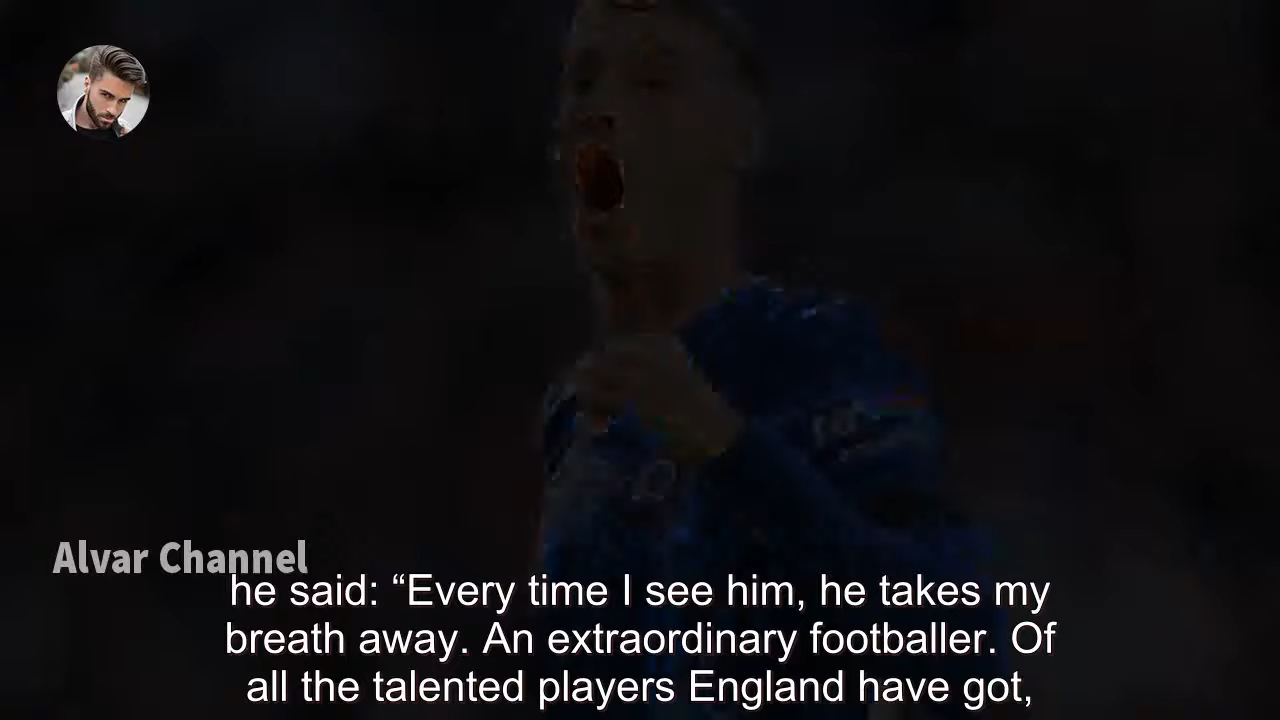 Alvar Channel
he said: “Every time I see him, he takes my
breath away. An extraordinary footballer. Of
all the talented players England have got,